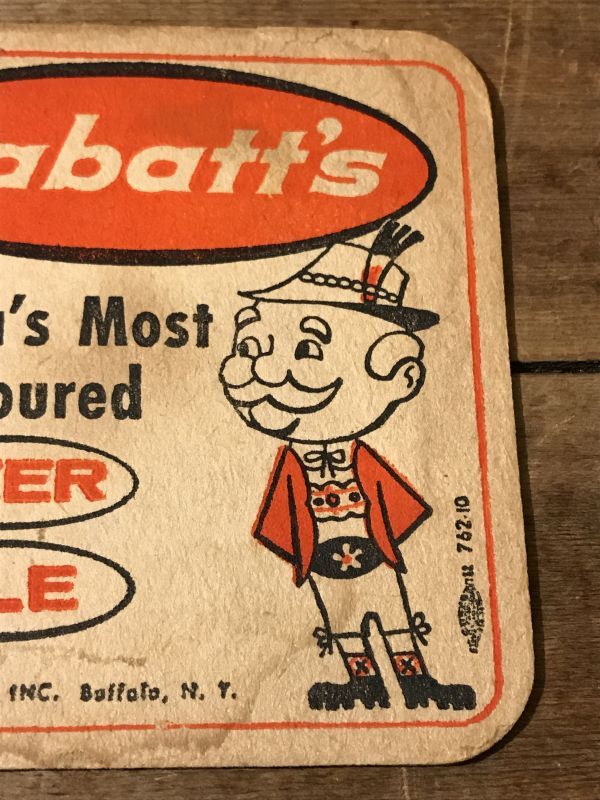 abatt's
a's Most
oured
ER
LE
INC. Buffalo, N. Y.
762-10